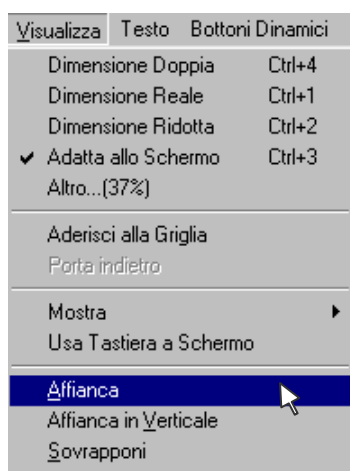 Visualizza Testo Bottoni Dinamici
Dimensione Doppia Ctrl+4
Dimensione Reale Ctrl+1
Dimensione Ridotta Ctrl+2
✔ Adatta allo Schermo Ctrl+3
Altro...(37%)
Aderisci alla Griglia
Porta indietro
Mostra
Usa Tastiera a Schermo
Affianca
Affianca in Verticale
Sovrapponi